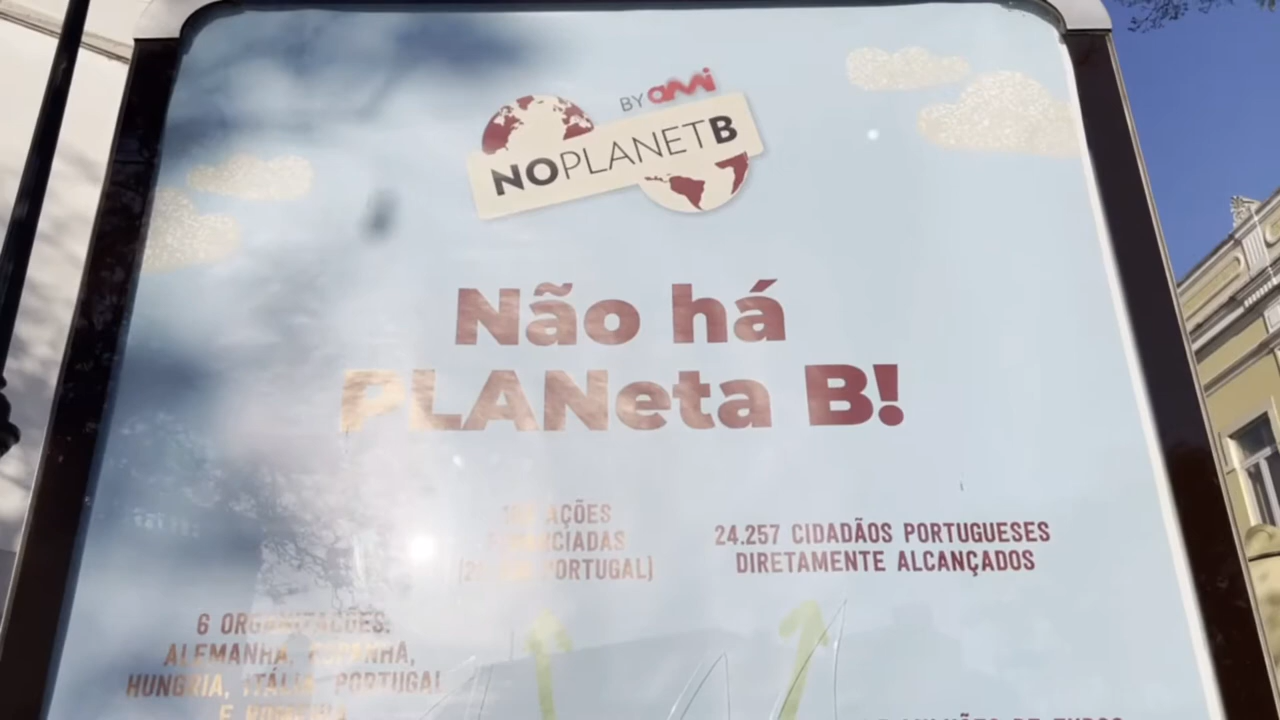 BY aMi
NOPLANETB
Não há
PLANeta B!
AÇÕES
PORTUGAL)
24.257 CIDADÃOS PORTUGUESES
DIRETAMENTE ALCANÇADOS
6 ORGANIZAÇÕES:
ALEMANHA, ESPANHA,
HUNGRIA, ITÁLIA, PORTUGAL